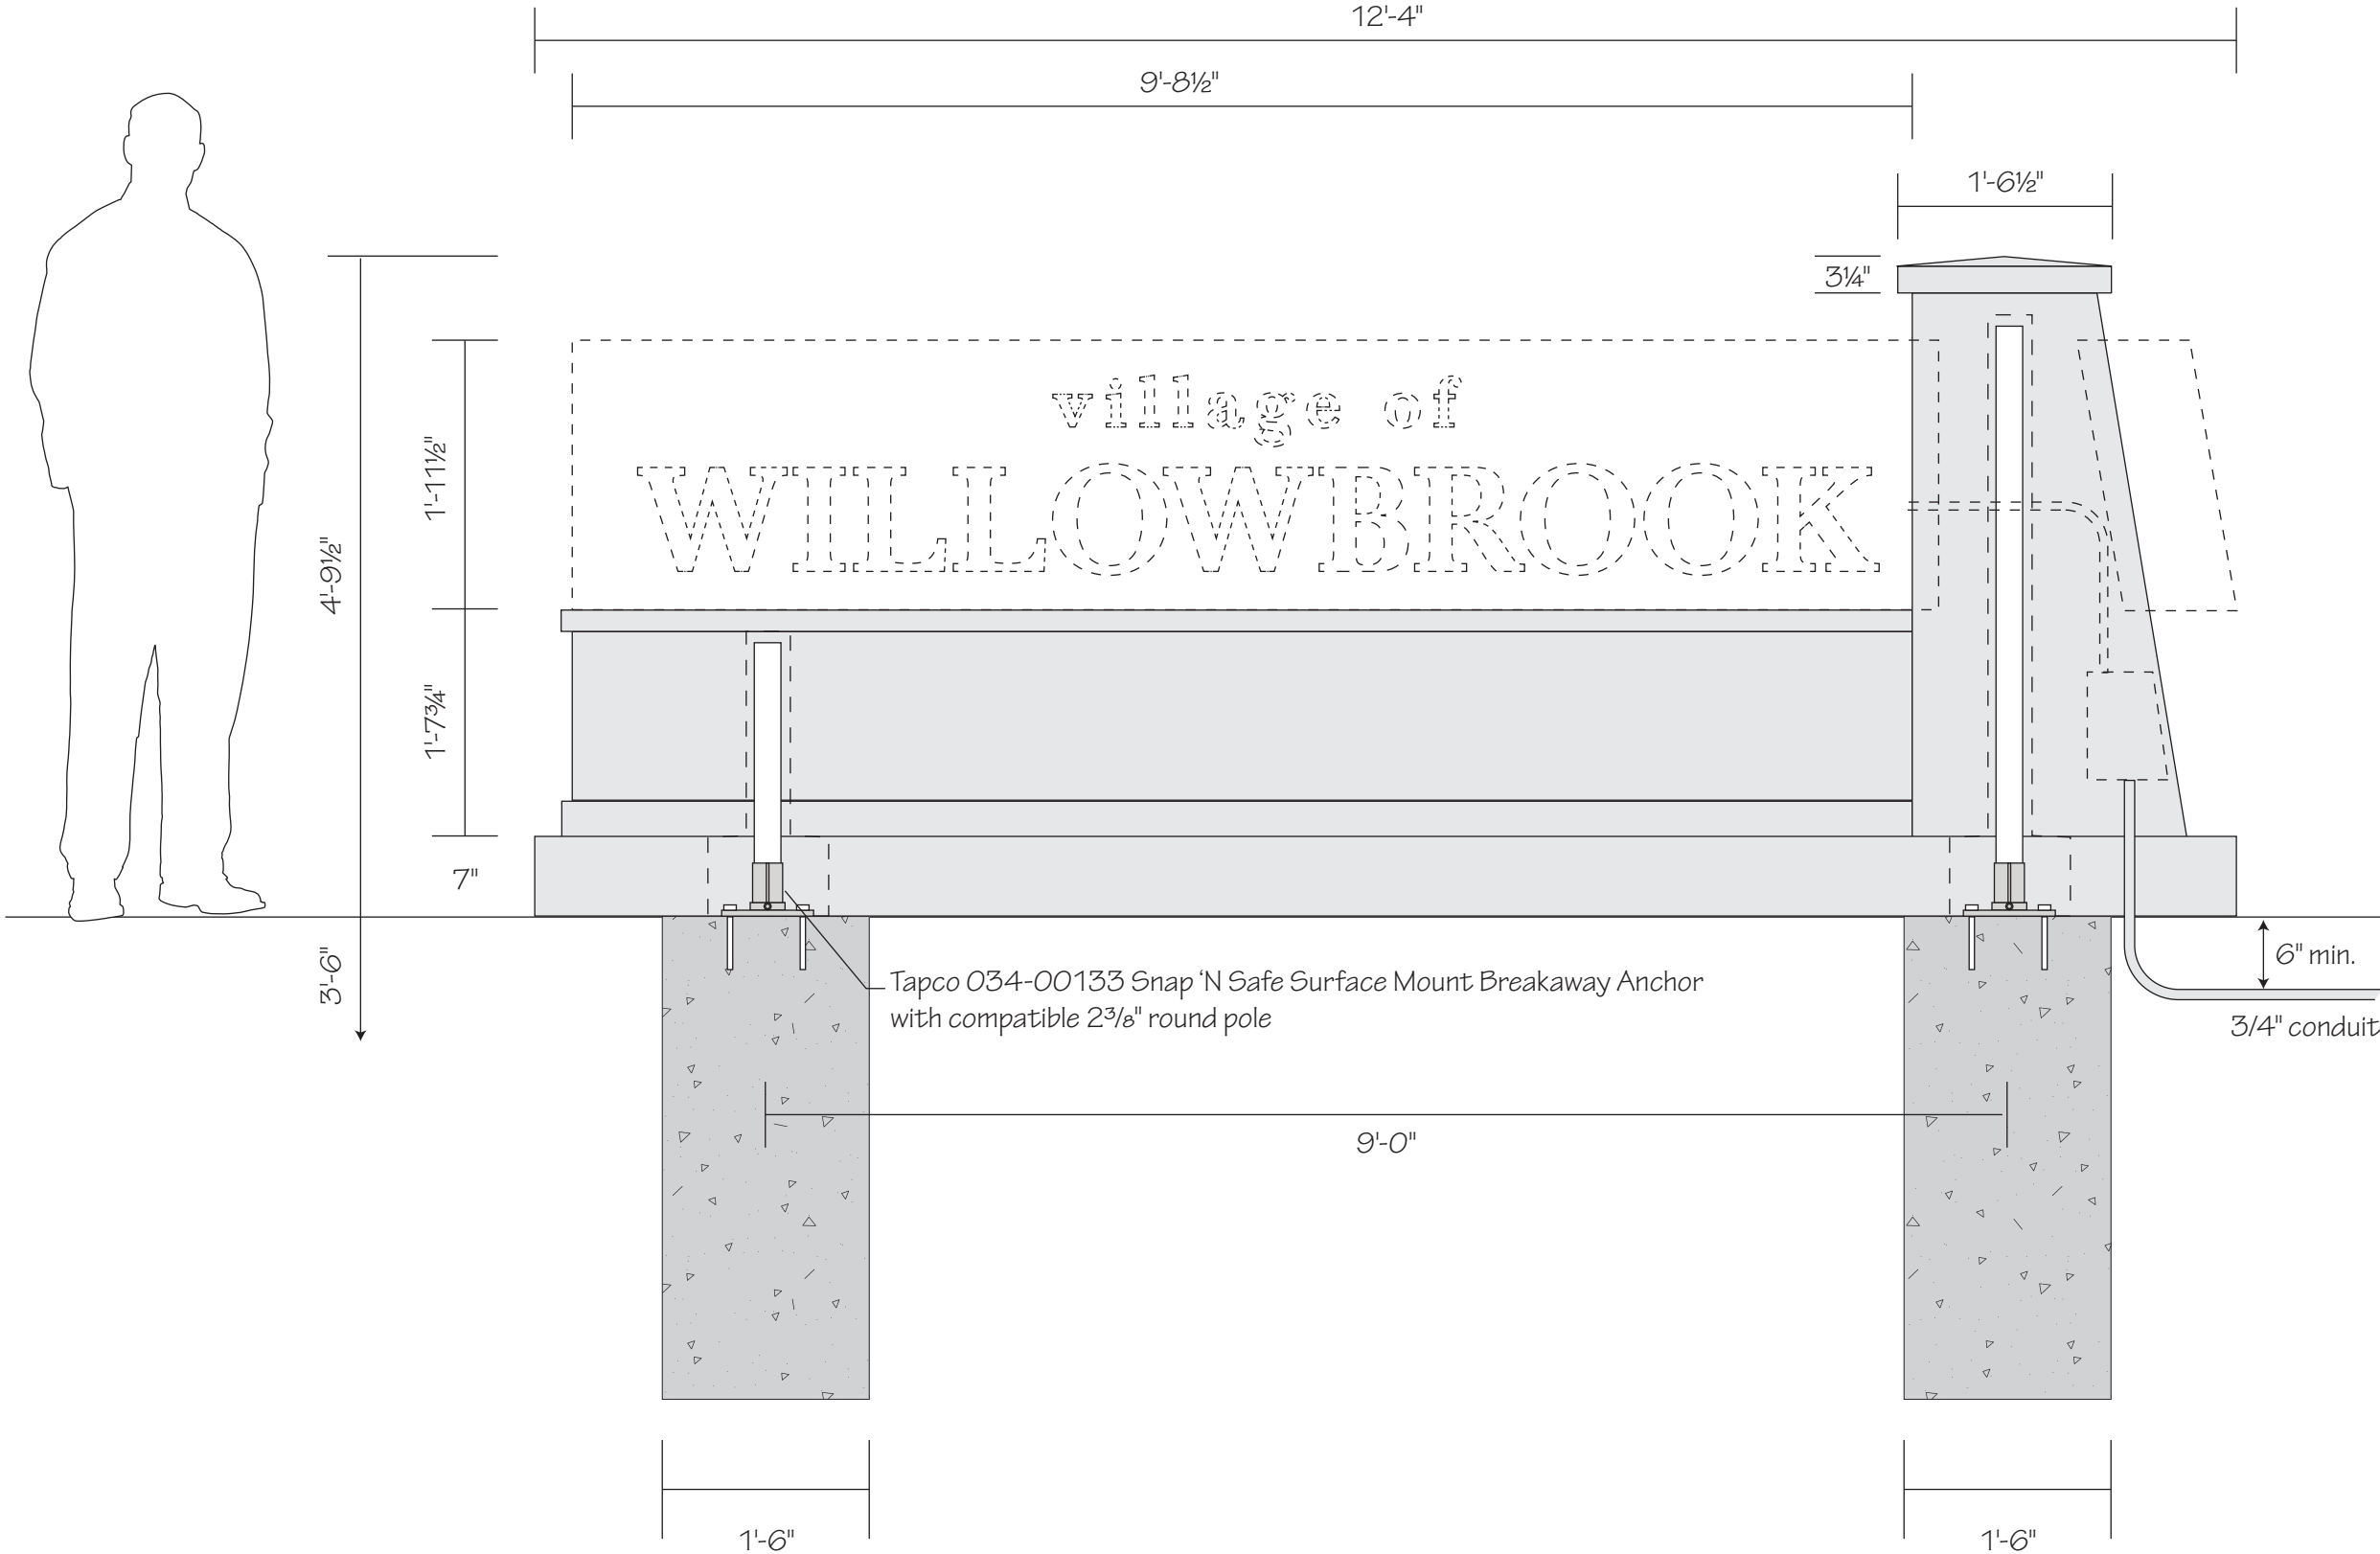 12'-4"
9'-8½"
1'-6½"
3¼"
village of
WILLOWBROOK
1'-11½"
4'-9½"
1'-7¾"
7"
3'-6"
6" min.
Tapco 034-00133 Snap ‘N Safe Surface Mount Breakaway Anchor
with compatible 2³/₈" round pole
3/4" conduit
9'-0"
1'-6"
1'-6"